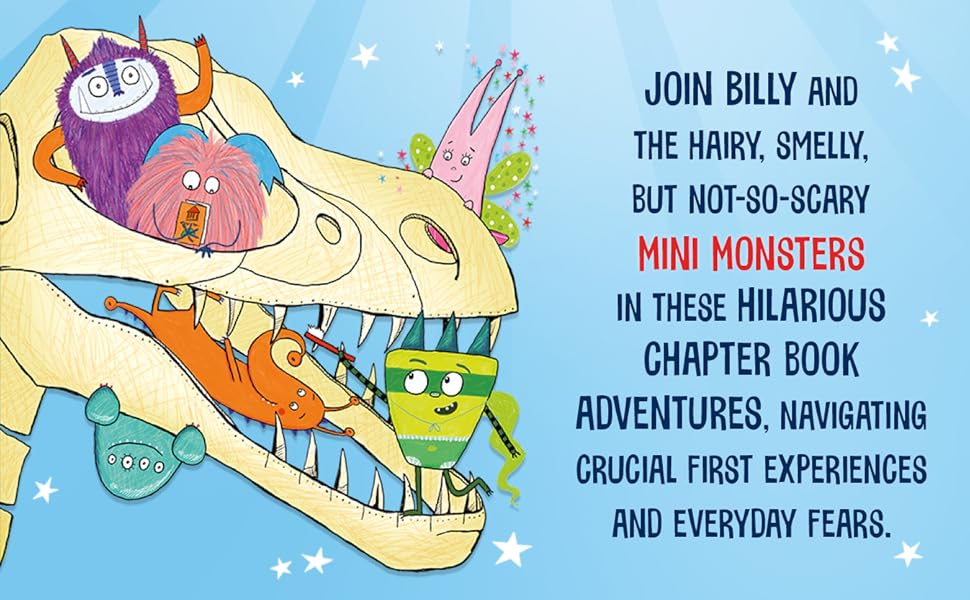 JOIN BILLY AND
THE HAIRY, SMELLY,
BUT NOT-SO-SCARY
MINI MONSTERS
IN THESE HILARIOUS
CHAPTER BOOK
ADVENTURES, NAVIGATING
CRUCIAL FIRST EXPERIENCES
AND EVERYDAY FEARS.